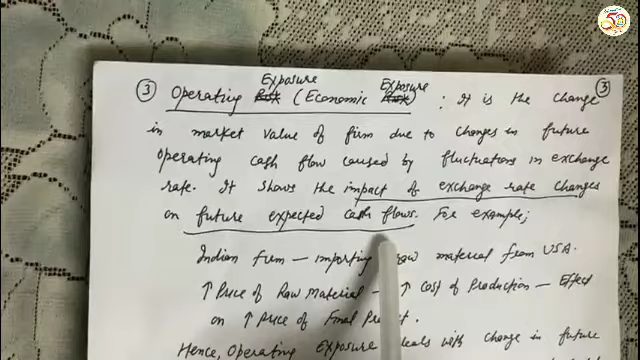 ③ Operating Exposure (Economic Exposure) : It is the change ③
in market value of firm due to changes in future
operating cash flow caused by fluctuations in exchange
rate. It shows the impact of exchange rate changes
on future expected cash flows. For example;
Indian firm – importing raw material from USA.
↑ Price of Raw Material – ↑ Cost of Production – Effect
on ↑ Price of Final Product.
Hence, Operating Exposure deals with change in future